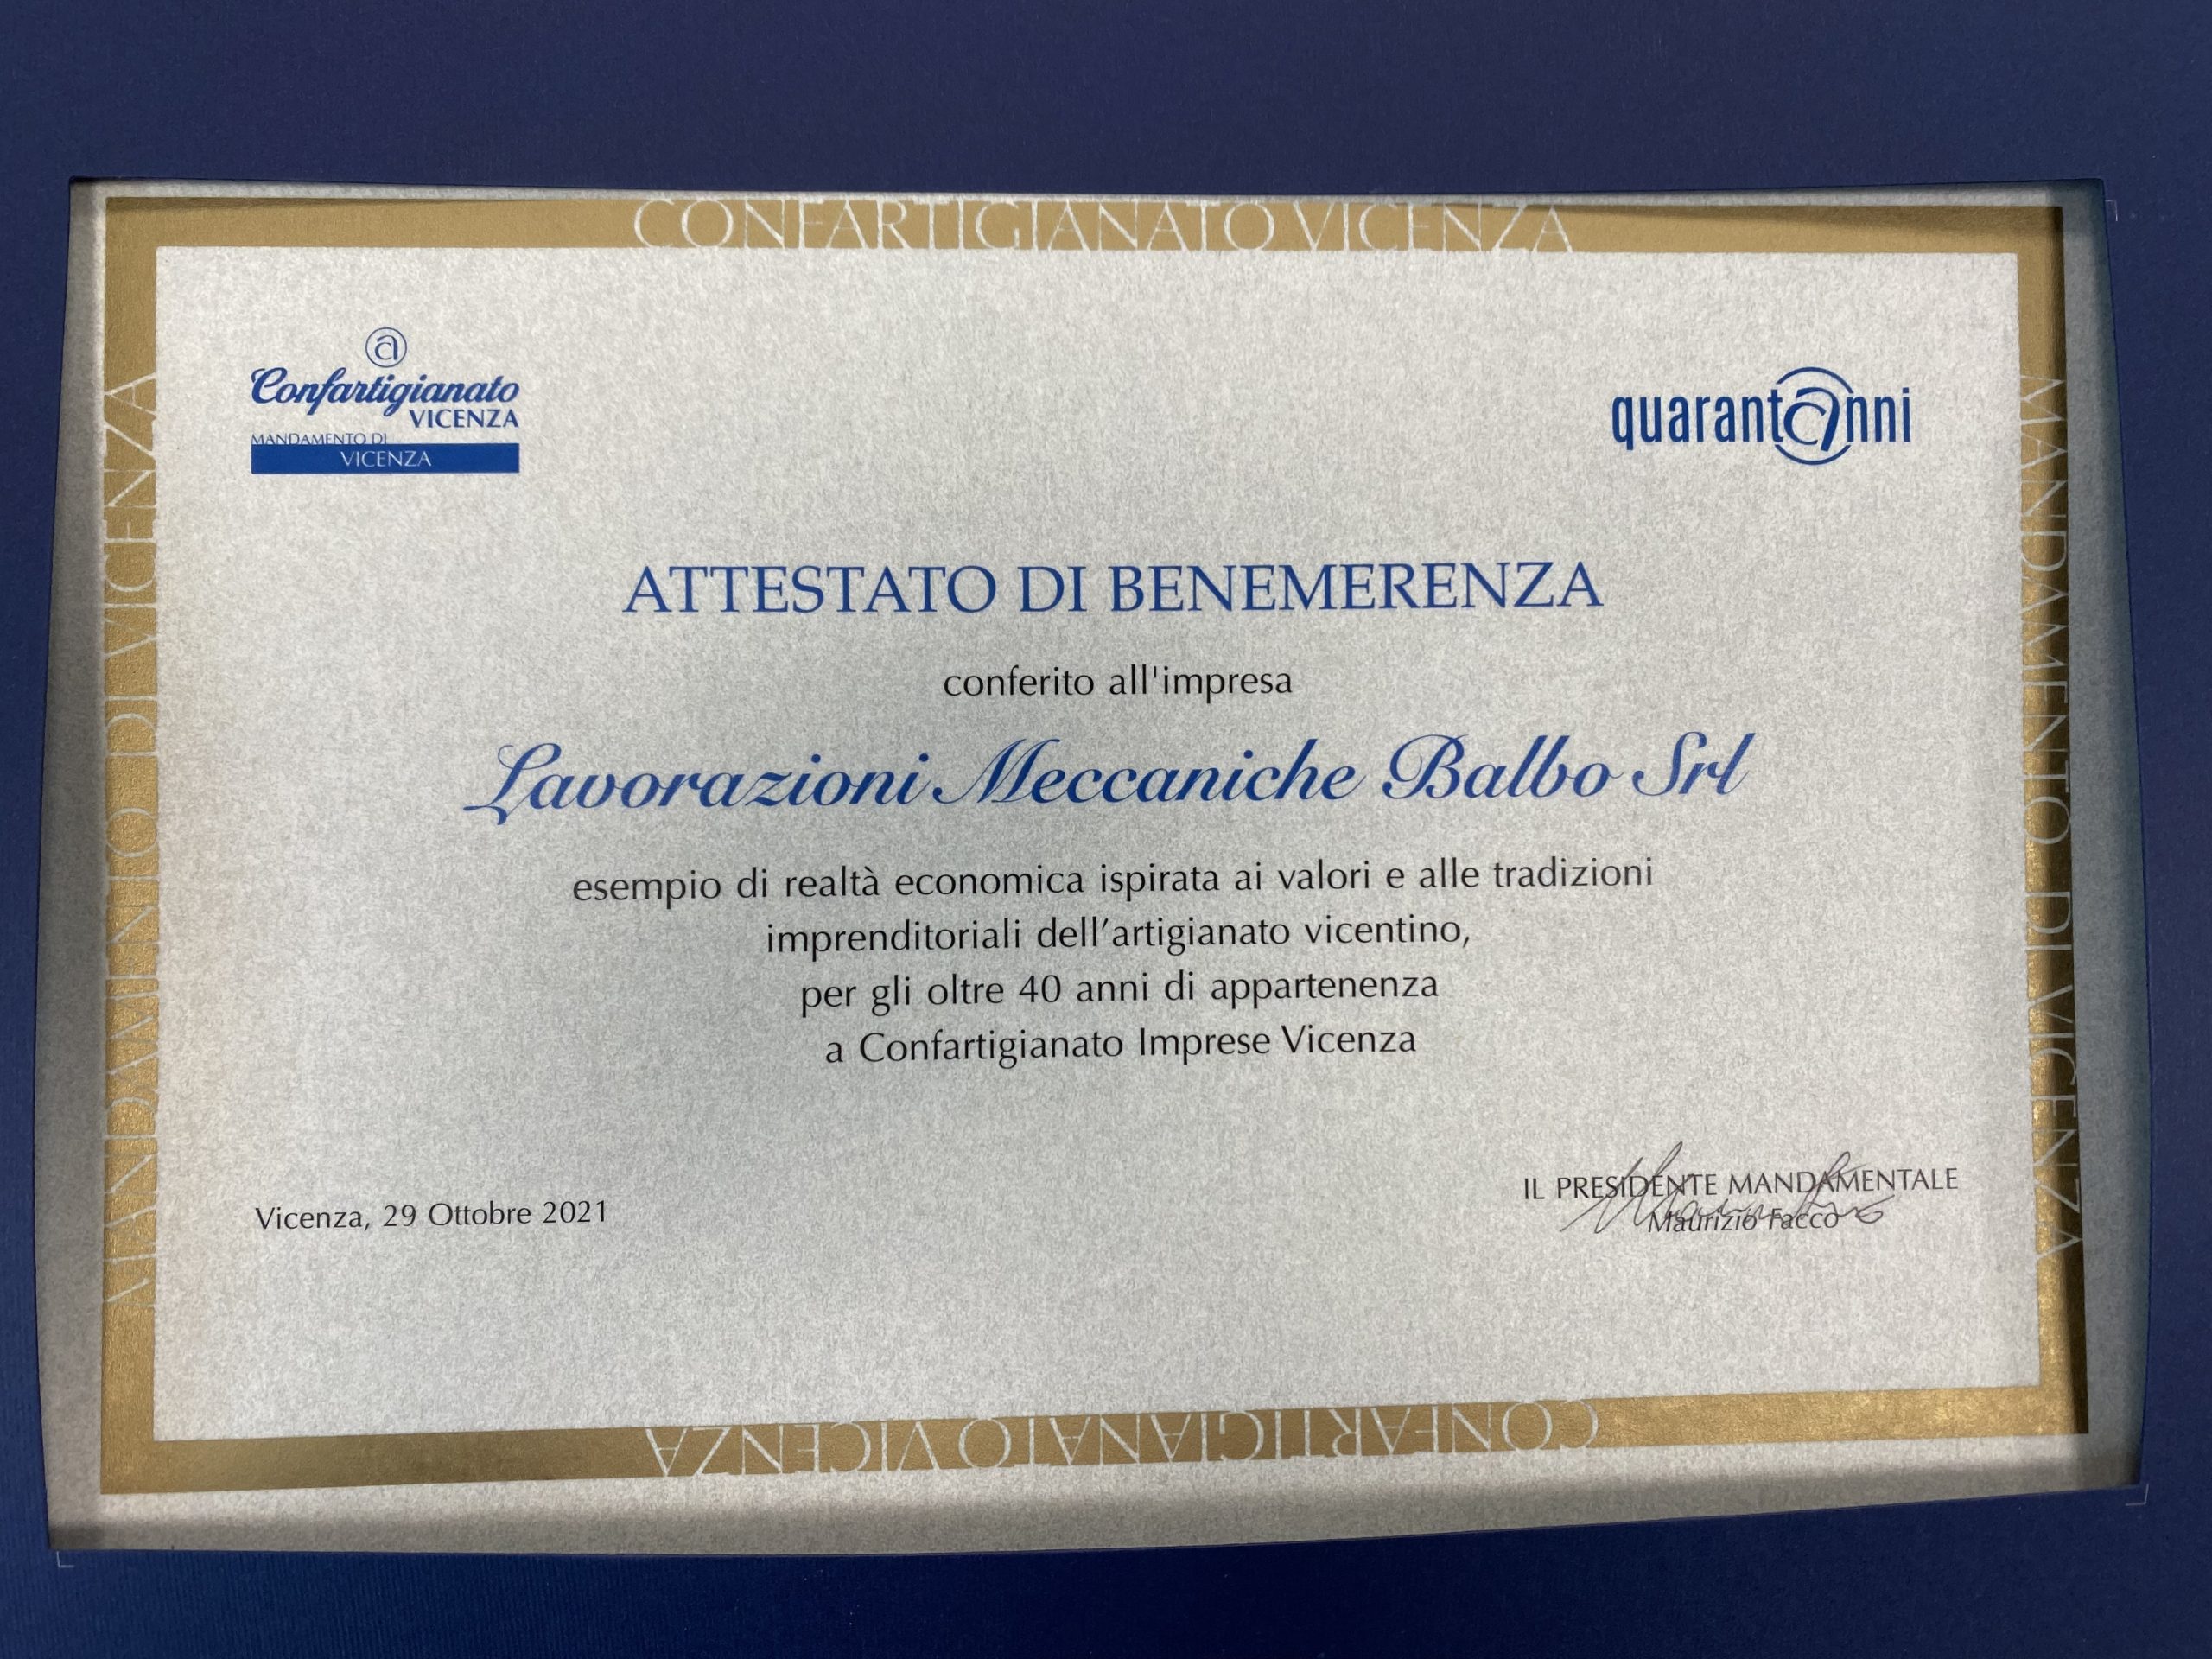 CONFARTIGIANATO VICENZA
Confartigianato
VICENZA
MANDAMENTO DI
VICENZA
quarantanni
ATTESTATO DI BENEMERENZA
conferito all'impresa
Lavorazioni Meccaniche Balbo Srl
esempio di realtà economica ispirata ai valori e alle tradizioni
imprenditoriali dell’artigianato vicentino,
per gli oltre 40 anni di appartenenza
a Confartigianato Imprese Vicenza
Vicenza, 29 Ottobre 2021
IL PRESIDENTE MANDAMENTALE
Maurizio Facco
MANDAMENTO DI VICENZA
MANDAMENTO DI VICENZA
CONFARTIGIANATO VICENZA